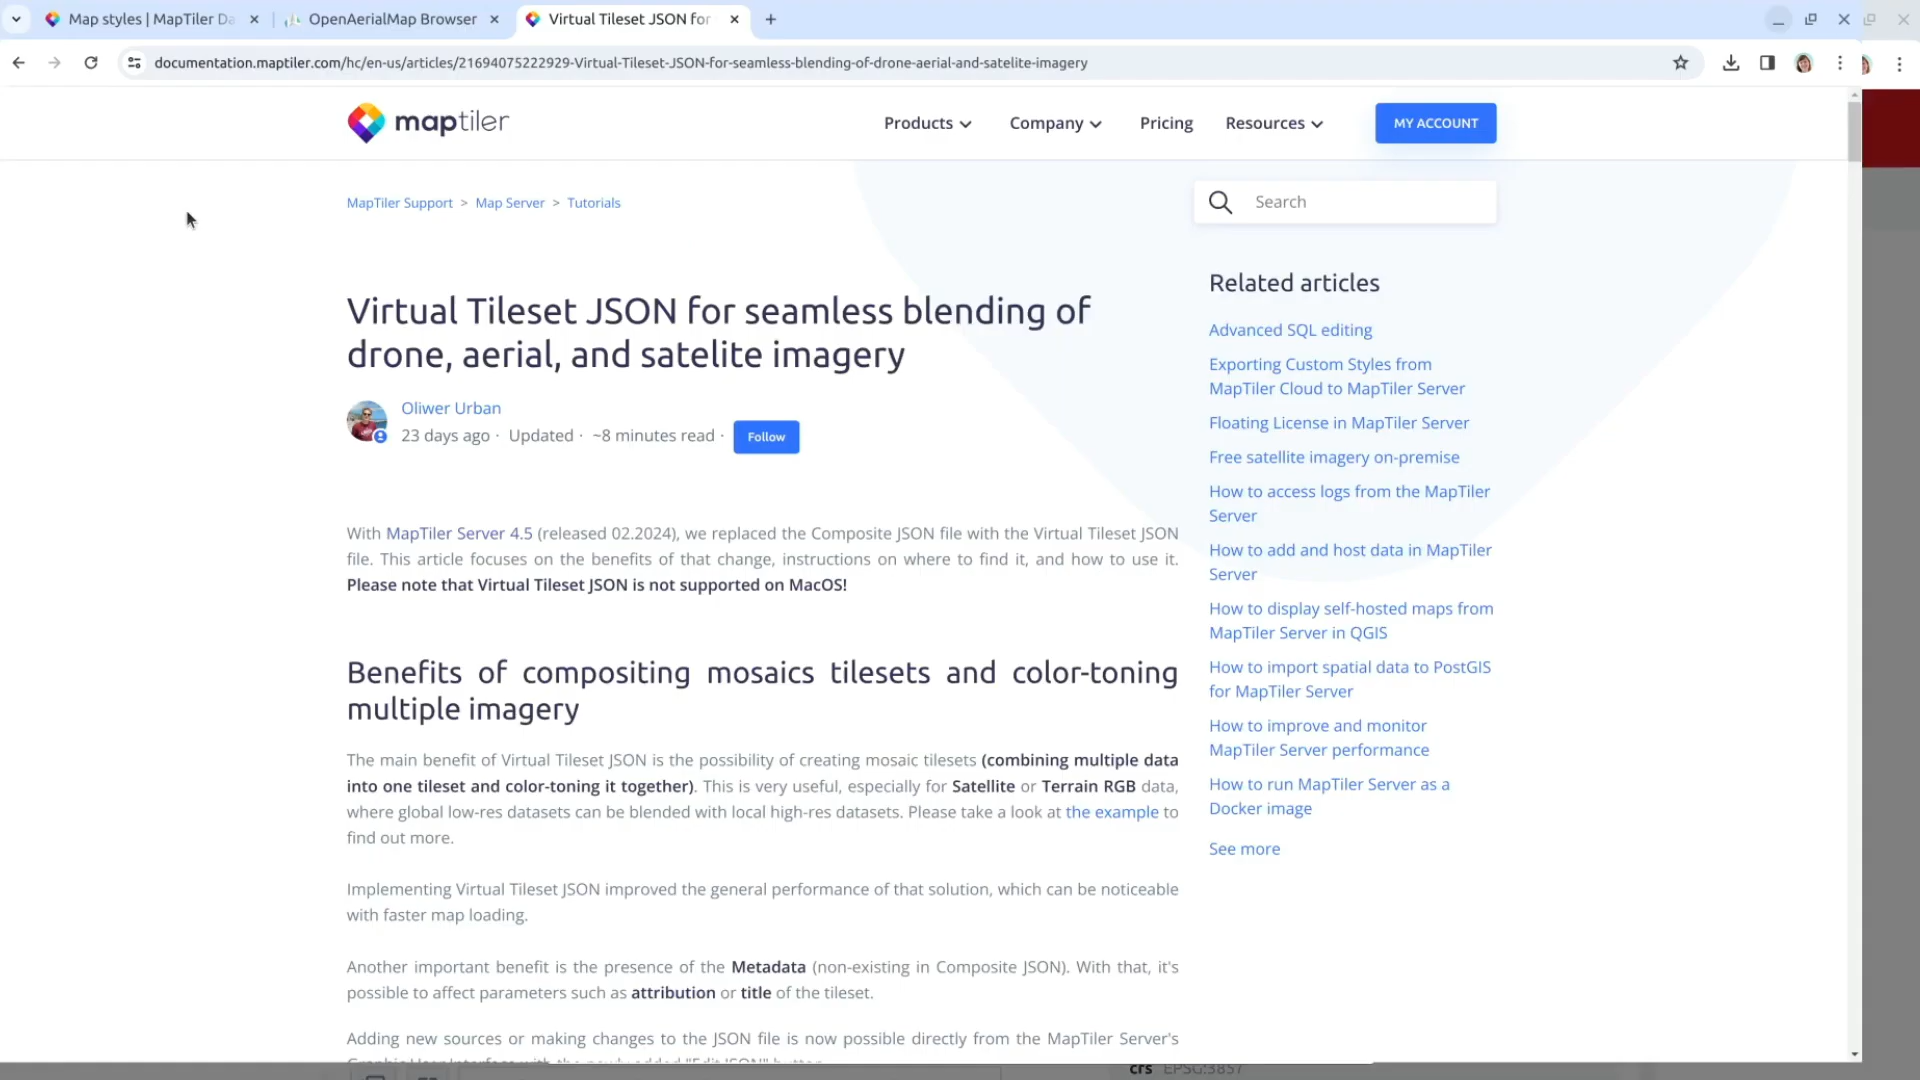 Map styles | MapTiler Da
OpenAerialMap Browser
Virtual Tileset JSON for
documentation.maptiler.com/hc/en-us/articles/21694075222929-Virtual-Tileset-JSON-for-seamless-blending-of-drone-aerial-and-satelite-imagery
maptiler
Products
Company
Pricing
Resources
MY ACCOUNT
MapTiler Support > Map Server > Tutorials
Search
Virtual Tileset JSON for seamless blending of
drone, aerial, and satelite imagery
Oliwer Urban
23 days ago · Updated · ~8 minutes read ·
Follow
With MapTiler Server 4.5 (released 02.2024), we replaced the Composite JSON file with the Virtual Tileset JSON
file. This article focuses on the benefits of that change, instructions on where to find it, and how to use it.
Please note that Virtual Tileset JSON is not supported on MacOS!
Benefits of compositing mosaics tilesets and color-toning
multiple imagery
The main benefit of Virtual Tileset JSON is the possibility of creating mosaic tilesets (combining multiple data
into one tileset and color-toning it together). This is very useful, especially for Satellite or Terrain RGB data,
where global low-res datasets can be blended with local high-res datasets. Please take a look at the example to
find out more.
Implementing Virtual Tileset JSON improved the general performance of that solution, which can be noticeable
with faster map loading.
Another important benefit is the presence of the Metadata (non-existing in Composite JSON). With that, it's
possible to affect parameters such as attribution or title of the tileset.
Adding new sources or making changes to the JSON file is now possible directly from the MapTiler Server's
Related articles
Advanced SQL editing
Exporting Custom Styles from
MapTiler Cloud to MapTiler Server
Floating License in MapTiler Server
Free satellite imagery on-premise
How to access logs from the MapTiler
Server
How to add and host data in MapTiler
Server
How to display self-hosted maps from
MapTiler Server in QGIS
How to import spatial data to PostGIS
for MapTiler Server
How to improve and monitor
MapTiler Server performance
How to run MapTiler Server as a
Docker image
See more
crs EPSG:3857